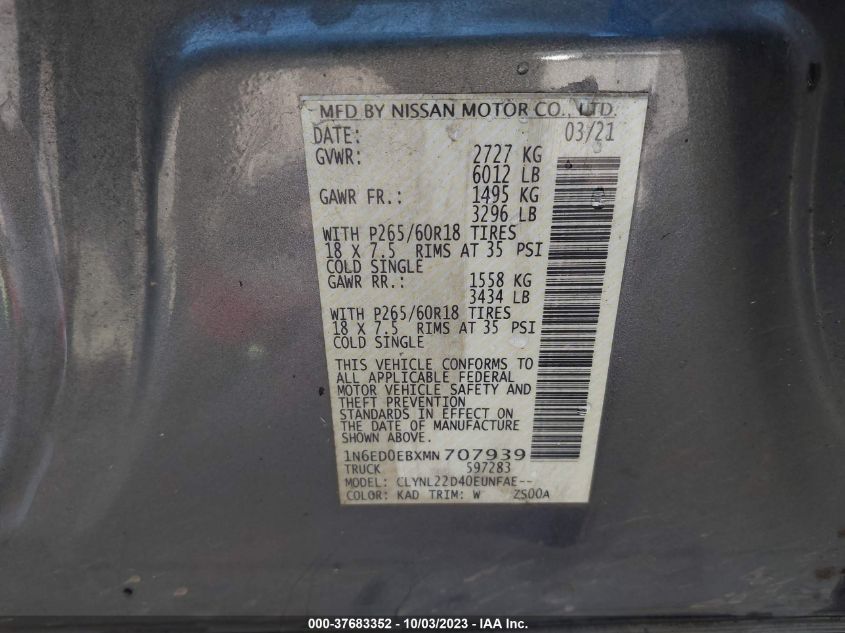 MFD BY NISSAN MOTOR CO., LTD.
DATE: 03/21
GVWR: 2727 KG
6012 LB
GAWR FR.: 1495 KG
3296 LB
WITH P265/60R18 TIRES
18 X 7.5 RIMS AT 35 PSI
COLD SINGLE
GAWR RR.: 1558 KG
3434 LB
WITH P265/60R18 TIRES
18 X 7.5 RIMS AT 35 PSI
COLD SINGLE
THIS VEHICLE CONFORMS TO
ALL APPLICABLE FEDERAL
MOTOR VEHICLE SAFETY AND
THEFT PREVENTION
STANDARDS IN EFFECT ON
THE DATE OF MANUFACTURE
SHOWN ABOVE.
1N6ED0EBXMN707939
TRUCK 597283
MODEL: CLYNL22D40EUNFAE--
COLOR: KAD TRIM: W ZS00A
000-37683352 - 10/03/2023 - IAA Inc.